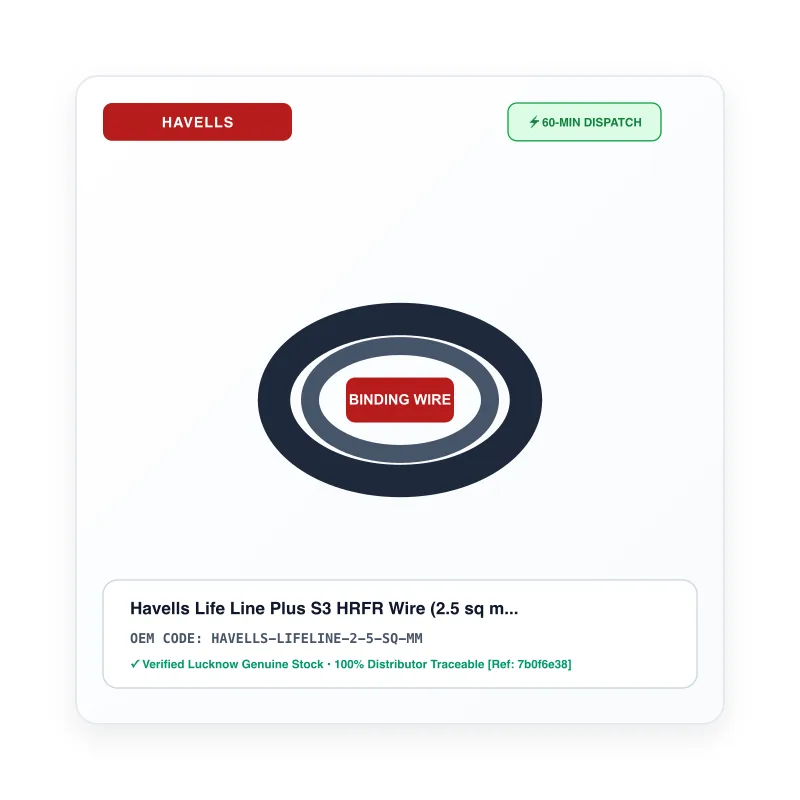 HAVELLS
⚡60-MIN DISPATCH
BINDING WIRE
Havells Life Line Plus S3 HRFR Wire (2.5 sq m...
OEM CODE: HAVELLS-LIFELINE-2-5-SQ-MM
✓ Verified Lucknow Genuine Stock · 100% Distributor Traceable [Ref: 7b0f6e38]